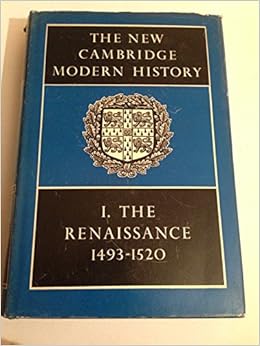 THE NEW
CAMBRIDGE
MODERN HISTORY
I. THE
RENAISSANCE
1493-1520